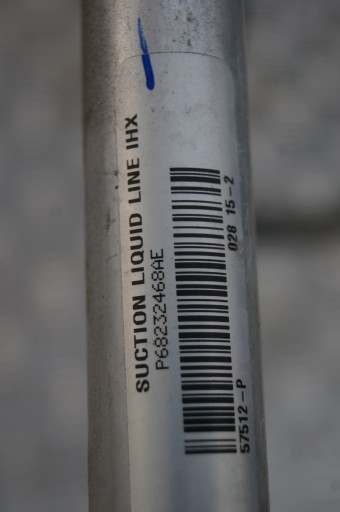 SUCTION LIQUID LINE IHX
P68232468AE
57512-P 028 15-2